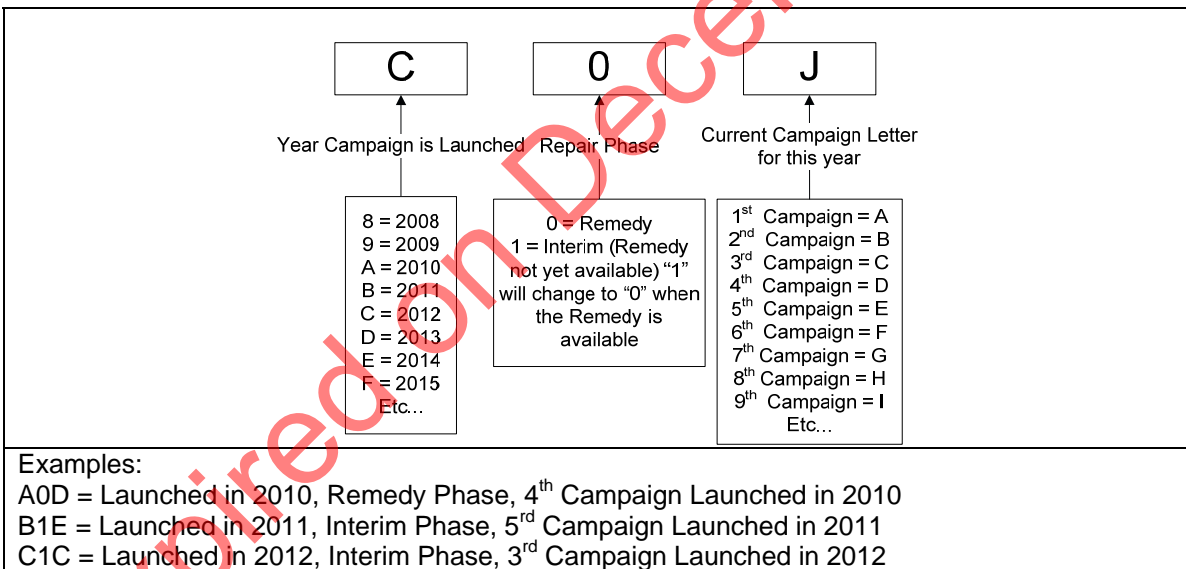 C 0 J
Year Campaign is Launched Repair Phase Current Campaign Letter
for this year
8 = 2008
9 = 2009
A = 2010
B = 2011
C = 2012
D = 2013
E = 2014
F = 2015
Etc...
0 = Remedy
1 = Interim (Remedy
not yet available) “1”
will change to “0” when
the Remedy is
available
1st Campaign = A
2nd Campaign = B
3rd Campaign = C
4th Campaign = D
5th Campaign = E
6th Campaign = F
7th Campaign = G
8th Campaign = H
9th Campaign = I
Etc...
Examples:
A0D = Launched in 2010, Remedy Phase, 4th Campaign Launched in 2010
B1E = Launched in 2011, Interim Phase, 5rd Campaign Launched in 2011
C1C = Launched in 2012, Interim Phase, 3rd Campaign Launched in 2012
pired on Dece